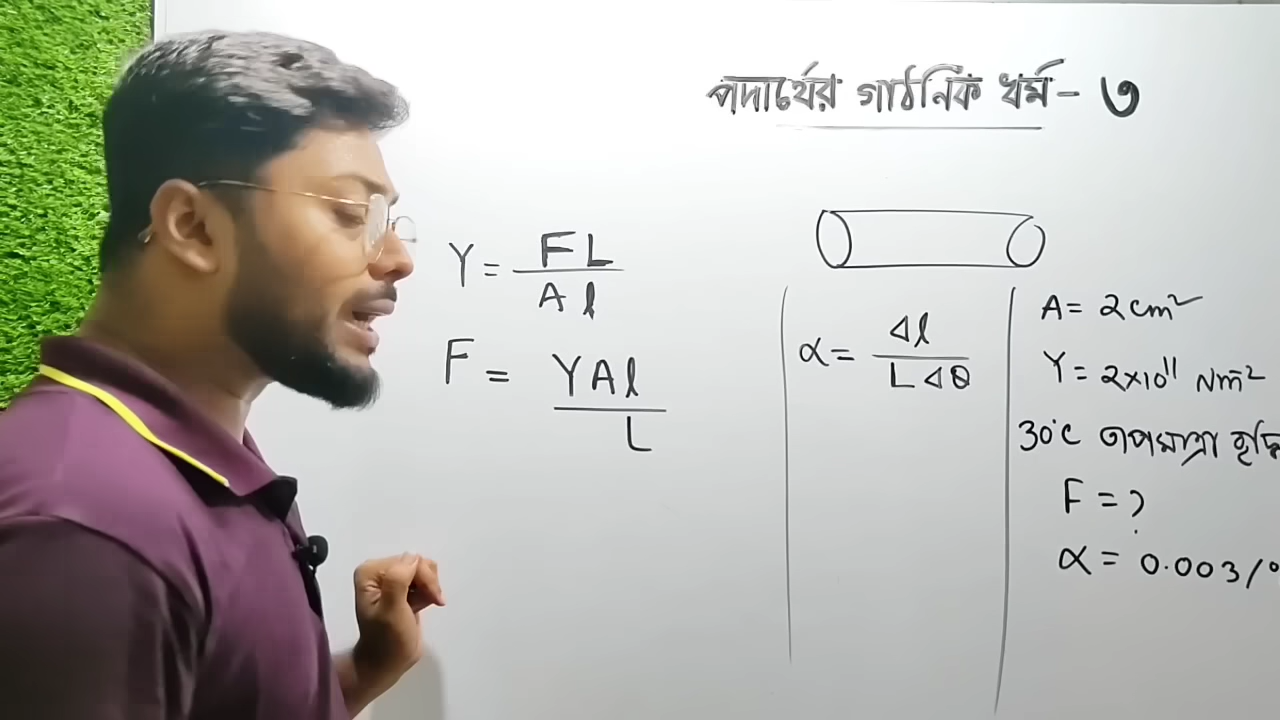 পদার্থের গাঠনিক ধর্ম - ৩
Y = FL / Al
F = YAl / L
α = Δl / LΔθ
A = 2 cm²
Y = 2×10¹¹ Nm⁻²
30°C তাপমাত্রা বৃদ্ধি
F = ?
α = 0.003/°